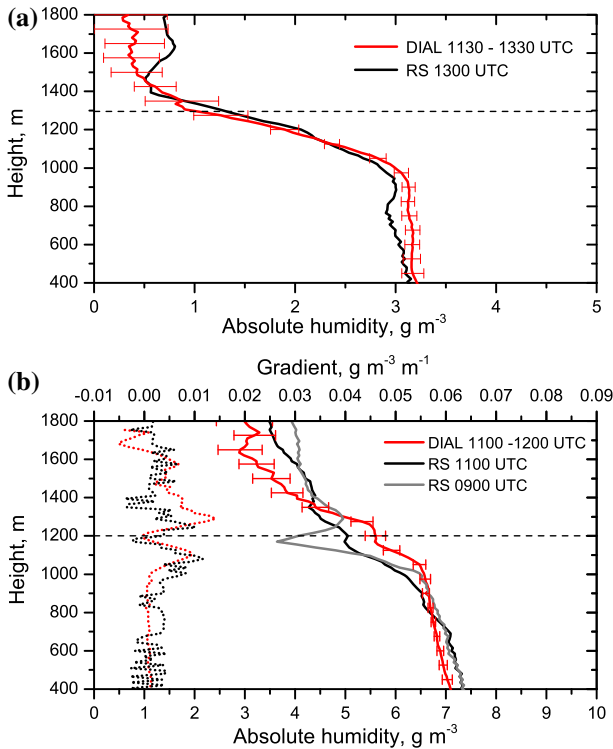 (a)
1800
1600
1400
1200
1000
800
600
400
Height, m
DIAL 1130 - 1330 UTC
RS 1300 UTC
0 1 2 3 4 5
Absolute humidity, g m⁻³
(b)
Gradient, g m⁻³ m⁻¹
-0.01 0.00 0.01 0.02 0.03 0.04 0.05 0.06 0.07 0.08 0.09
1800
1600
1400
1200
1000
800
600
400
Height, m
DIAL 1100 -1200 UTC
RS 1100 UTC
RS 0900 UTC
0 1 2 3 4 5 6 7 8 9 10
Absolute humidity, g m⁻³